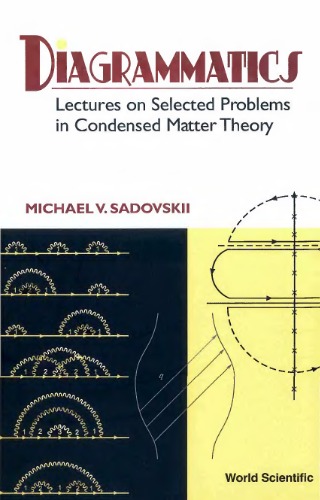 DIAGRAMMATICS
Lectures on Selected Problems
in Condensed Matter Theory
MICHAEL V. SADOVSKII
World Scientific